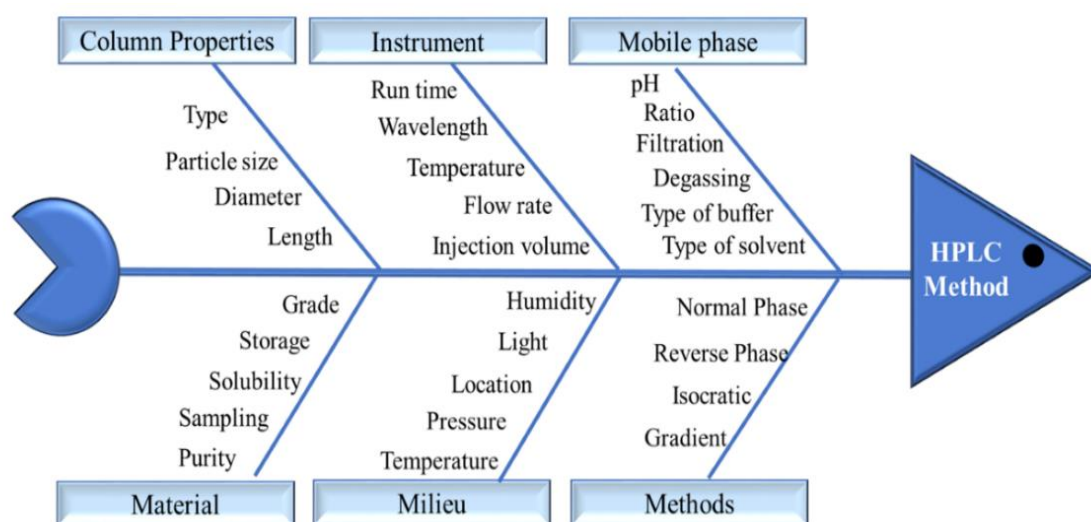 Column Properties
Instrument
Mobile phase
Type
Particle size
Diameter
Length
Run time
Wavelength
Temperature
Flow rate
Injection volume
pH
Ratio
Filtration
Degassing
Type of buffer
Type of solvent
HPLC
Method
Grade
Storage
Solubility
Sampling
Purity
Humidity
Light
Location
Pressure
Temperature
Normal Phase
Reverse Phase
Isocratic
Gradient
Material
Milieu
Methods